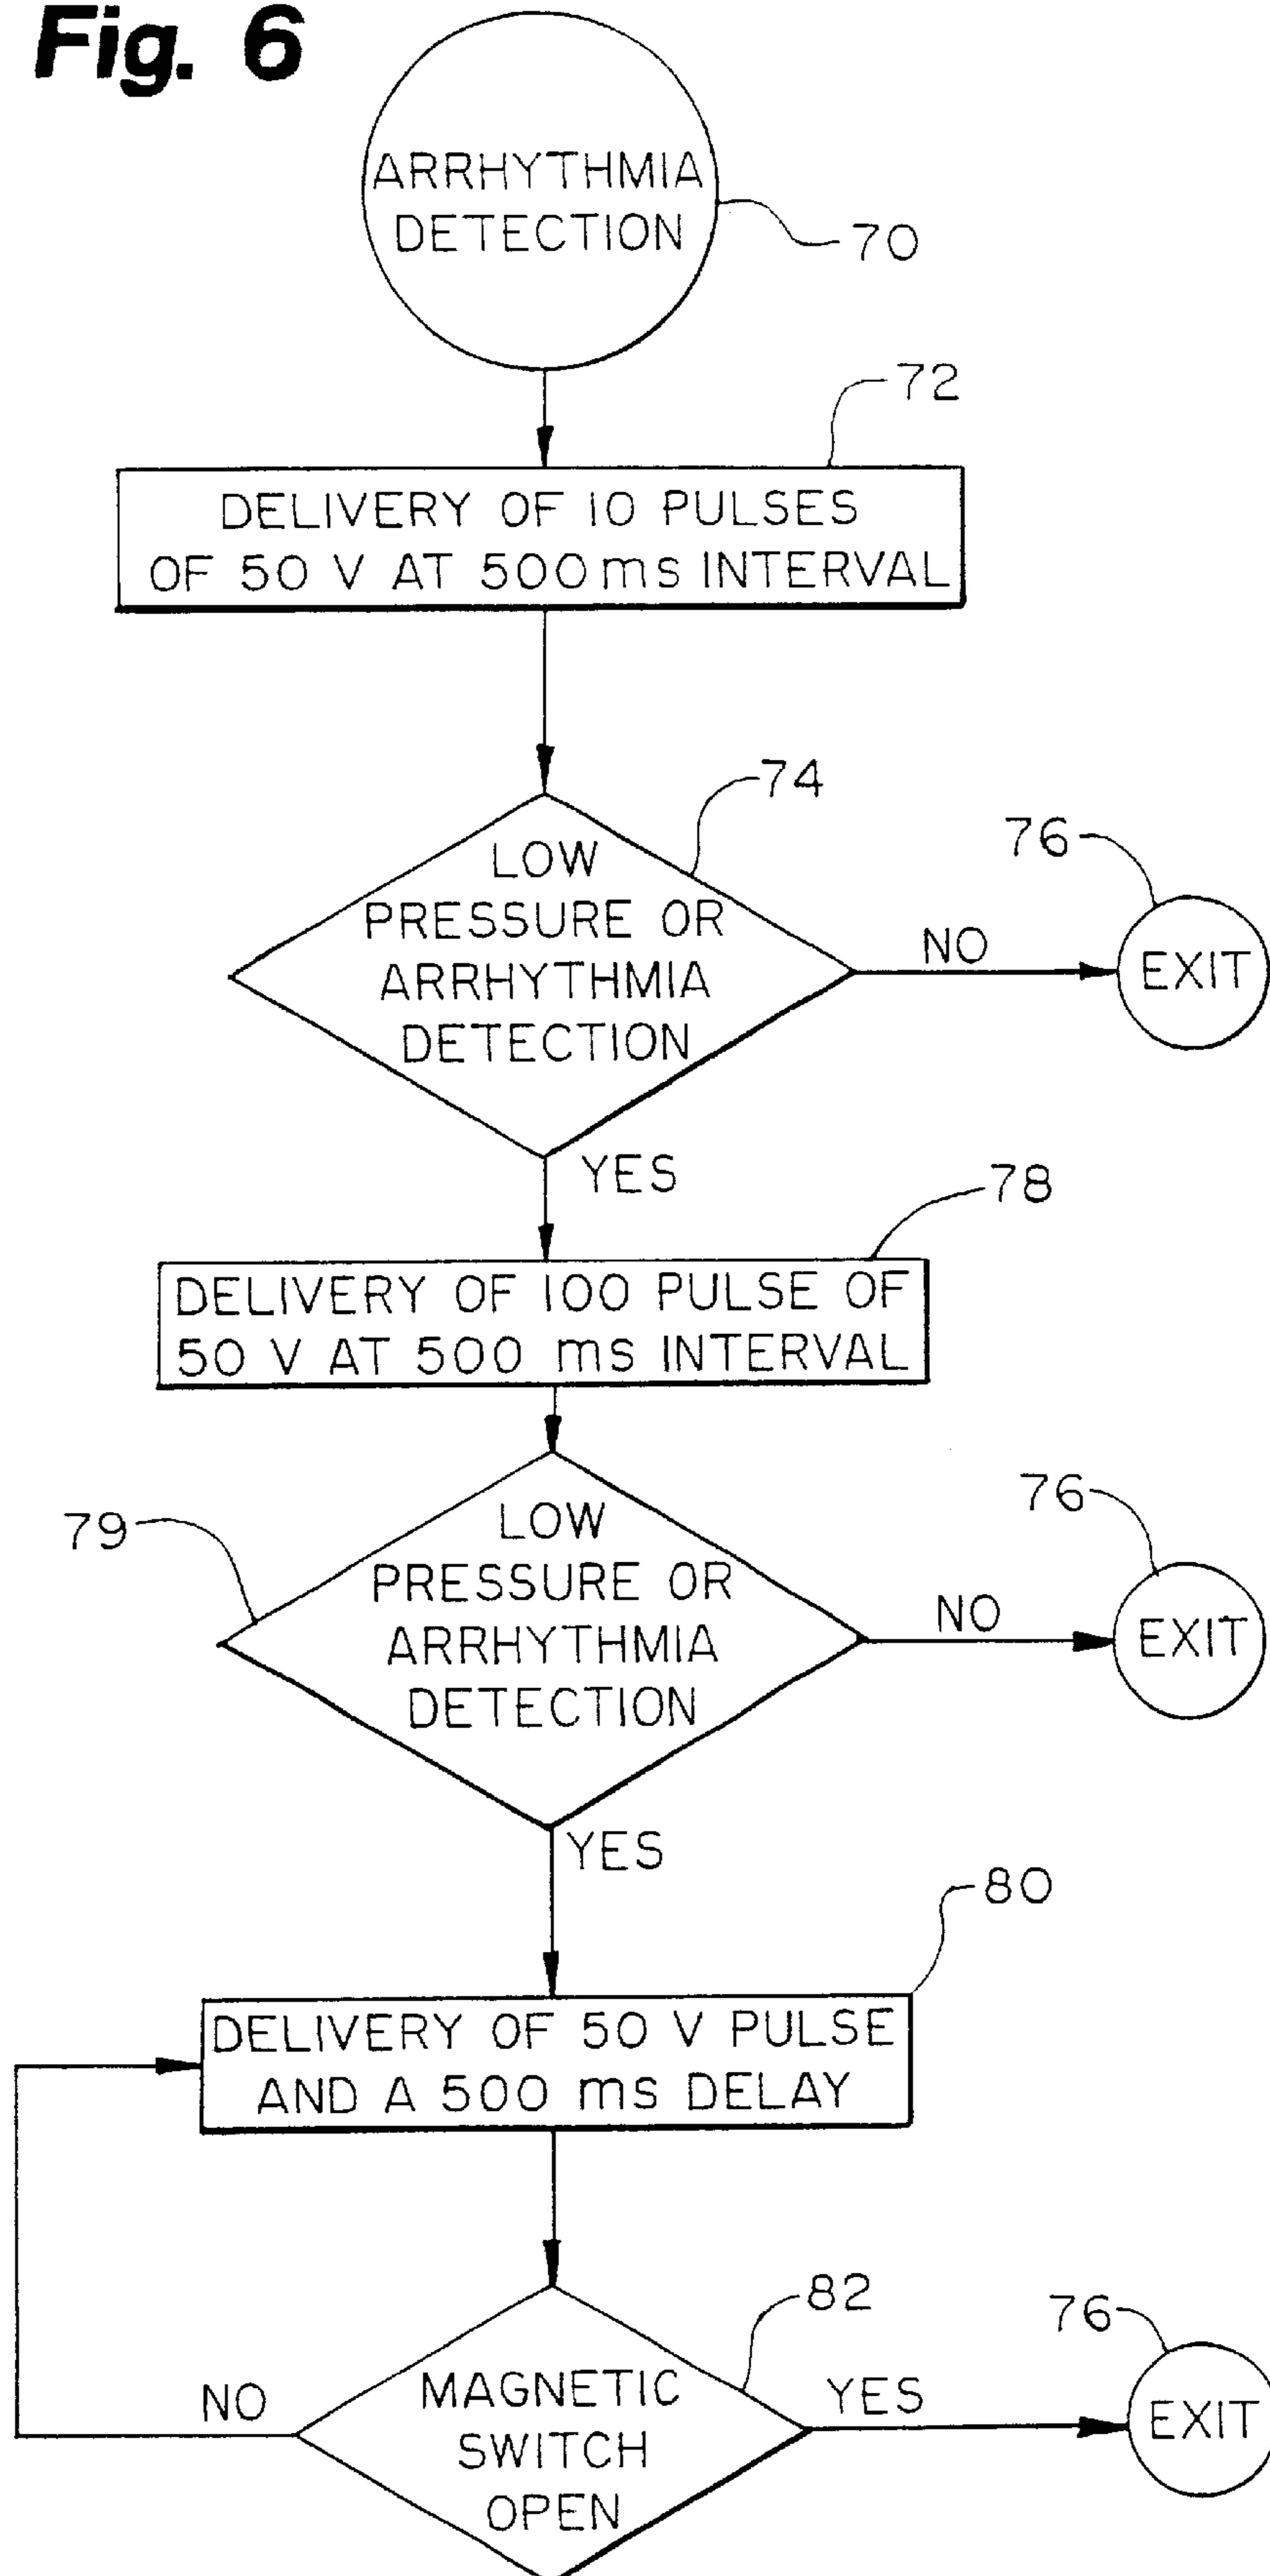 Fig. 6
ARRHYTHMIA
DETECTION
70
72
DELIVERY OF 10 PULSES
OF 50 V AT 500 ms INTERVAL
74
LOW
PRESSURE OR
ARRHYTHMIA
DETECTION
76
NO
EXIT
YES
78
DELIVERY OF 100 PULSE OF
50 V AT 500 ms INTERVAL
79
LOW
PRESSURE OR
ARRHYTHMIA
DETECTION
76
NO
EXIT
YES
80
DELIVERY OF 50 V PULSE
AND A 500 ms DELAY
82
76
NO
MAGNETIC
SWITCH
OPEN
YES
EXIT